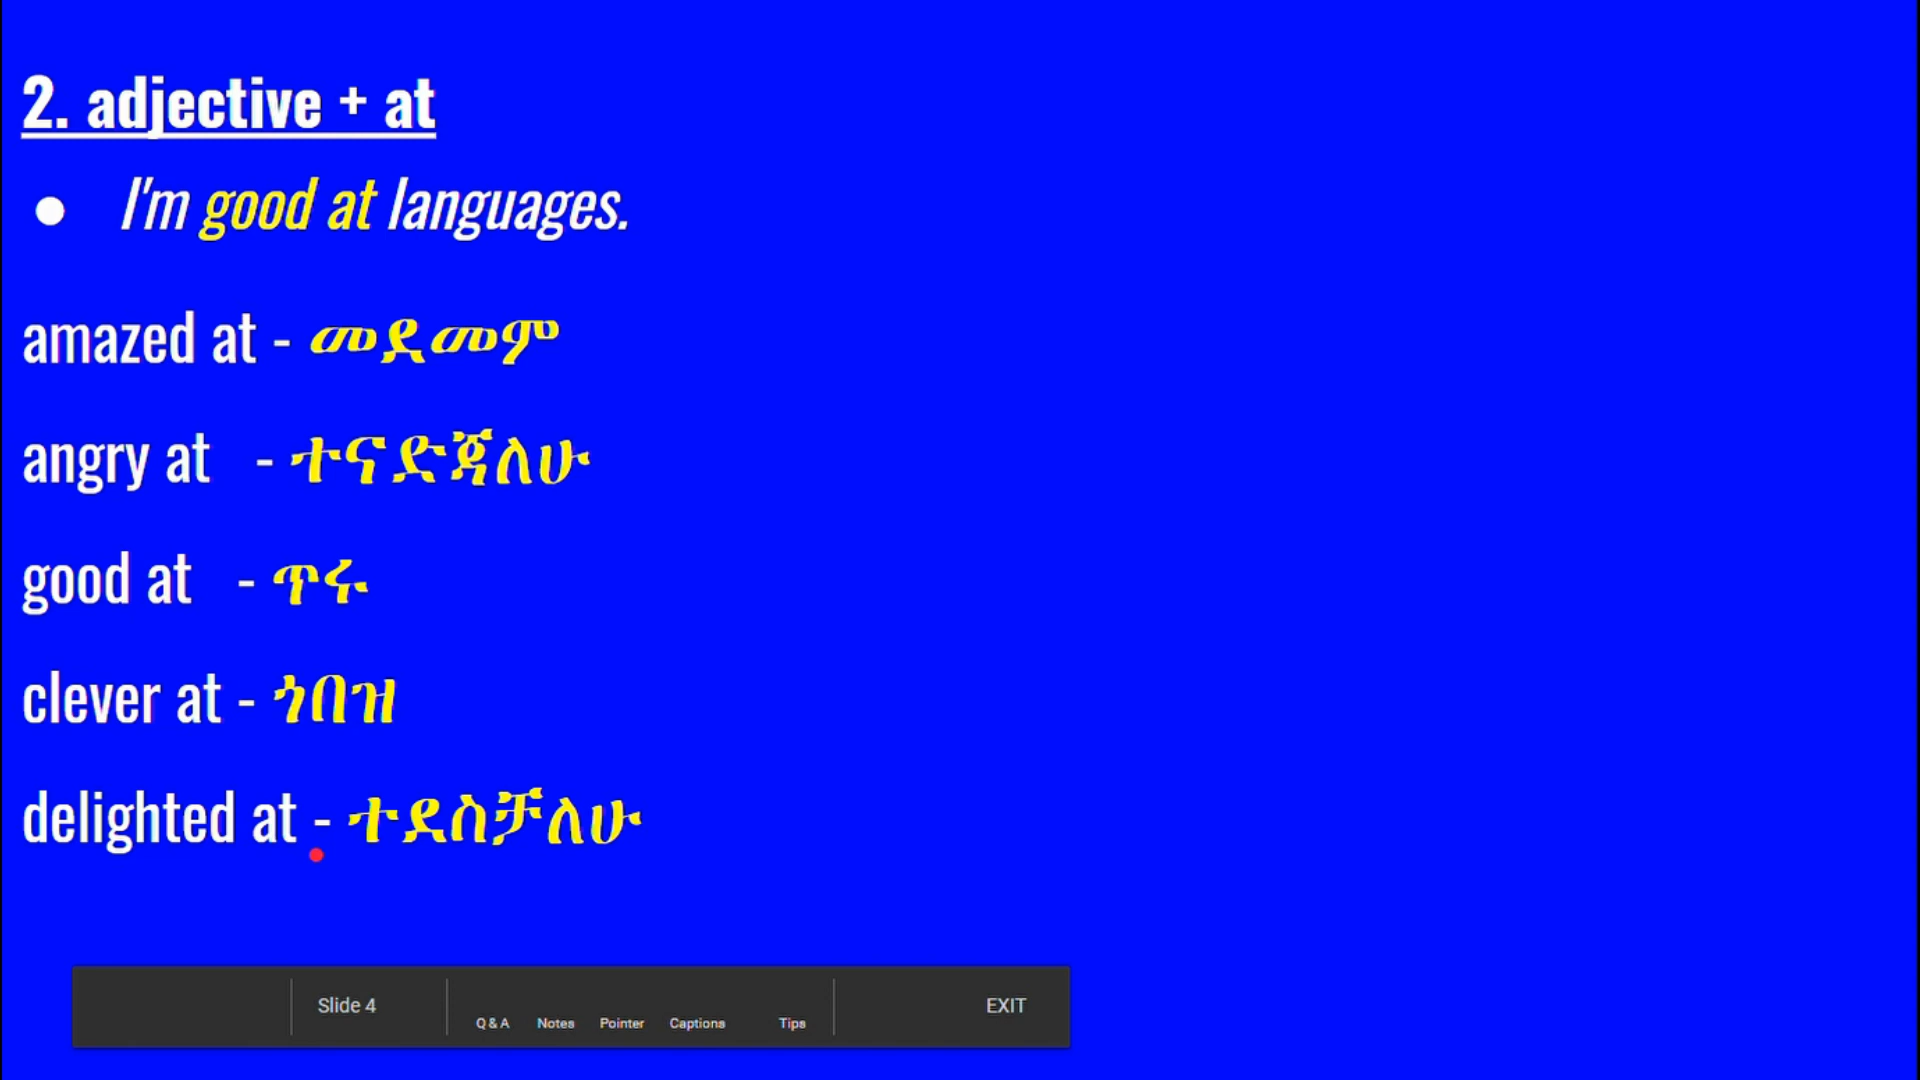 2. adjective + at
● I'm good at languages.
amazed at - መደመም
angry at - ተናድጃለሁ
good at - ጥሩ
clever at - ጎበዝ
delighted at - ተደስቻለሁ
Slide 4 Q & A Notes Pointer Captions Tips EXIT